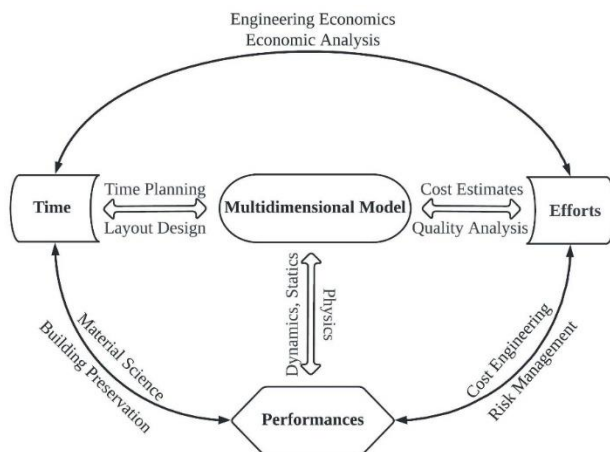 Engineering Economics
Economic Analysis
Time
Time Planning
Layout Design
Multidimensional Model
Cost Estimates
Quality Analysis
Efforts
Dynamics, Statics
Physics
Material Science
Building Preservation
Cost Engineering
Risk Management
Performances